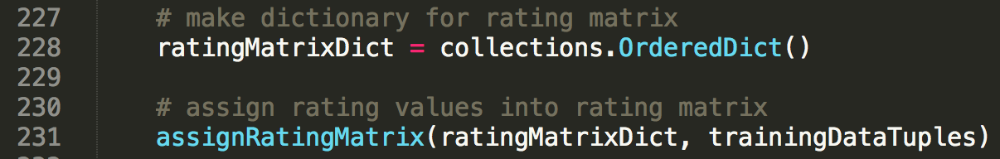 227 # make dictionary for rating matrix
228 ratingMatrixDict = collections.OrderedDict()
229
230 # assign rating values into rating matrix
231 assignRatingMatrix(ratingMatrixDict, trainingDataTuples)